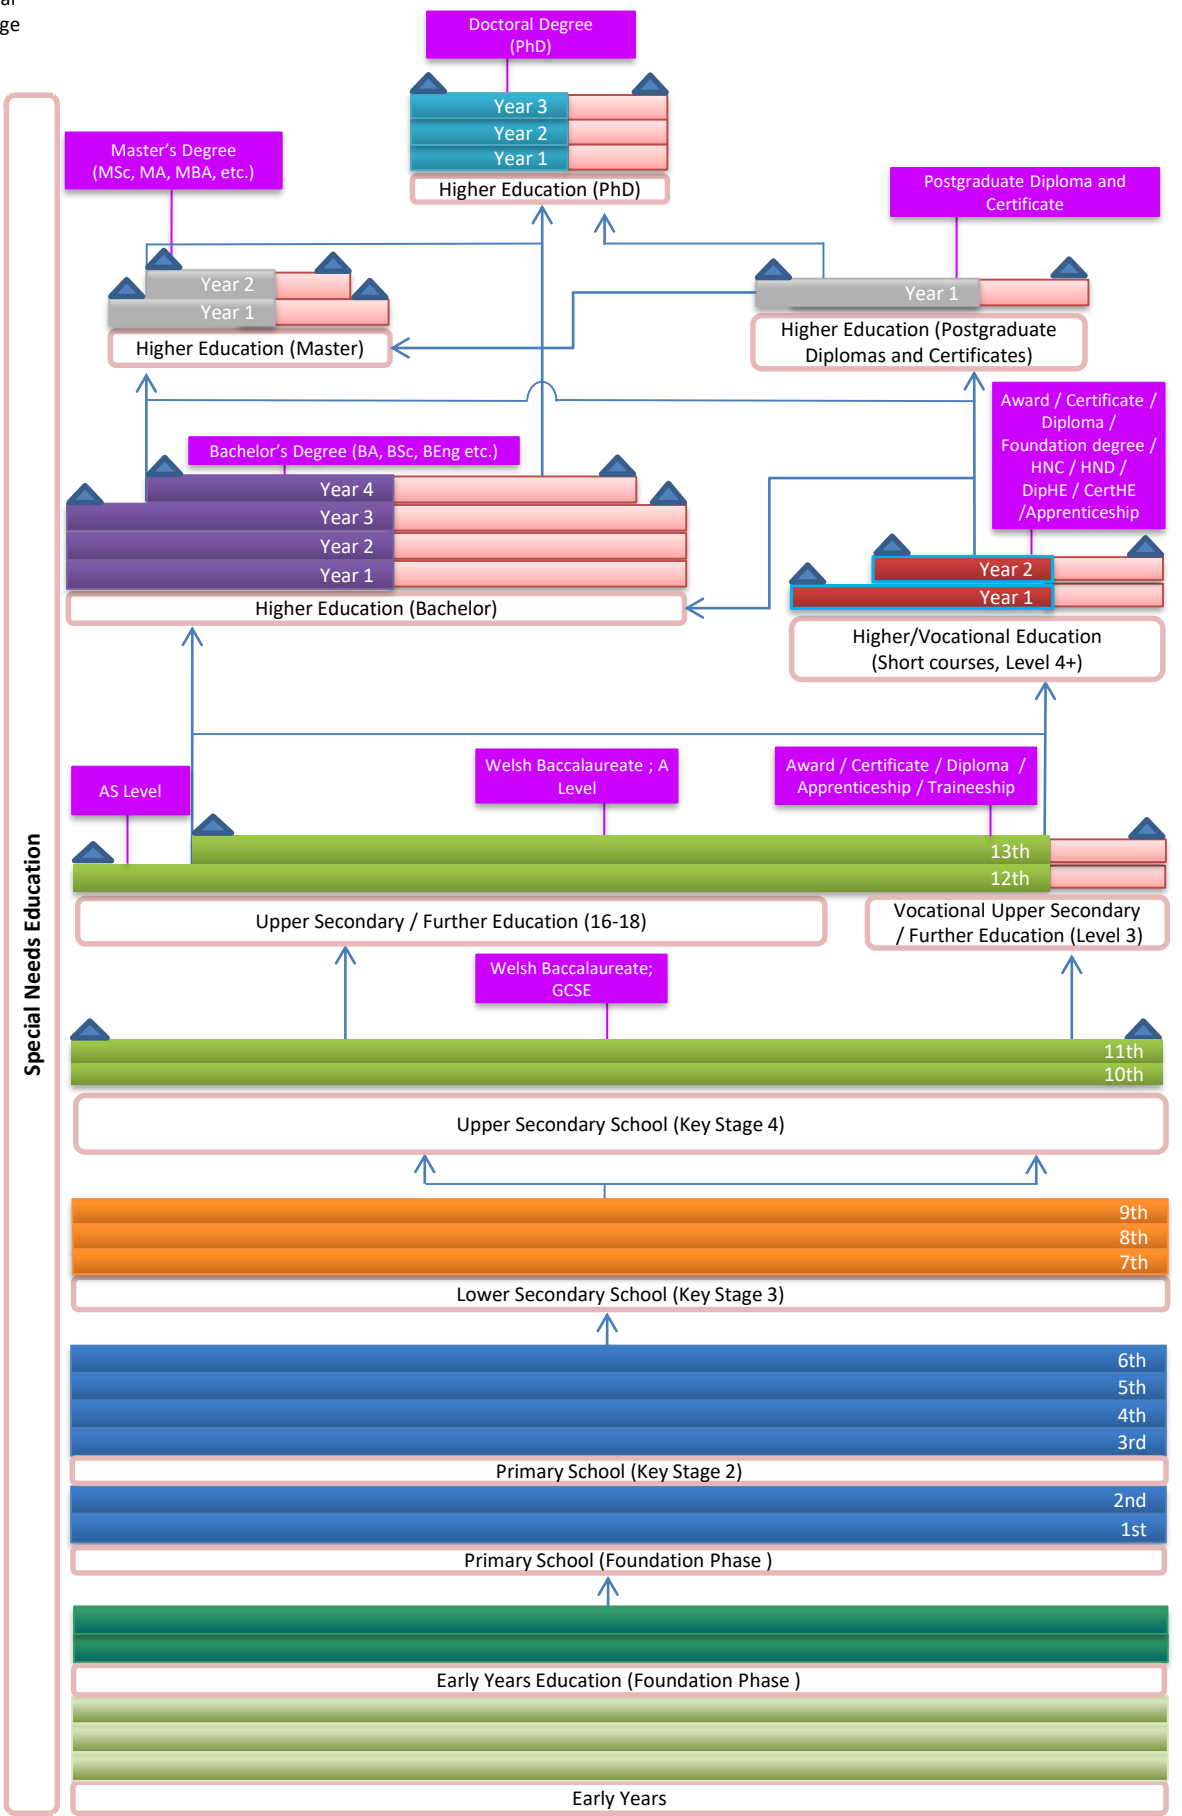 ge
Doctoral Degree
(PhD)
Year 3
Year 2
Year 1
Higher Education (PhD)
Master's Degree
(MSc, MA, MBA, etc.)
Postgraduate Diploma and
Certificate
Year 2
Year 1
Higher Education (Master)
Year 1
Higher Education (Postgraduate
Diplomas and Certificates)
Award / Certificate /
Diploma /
Foundation degree /
HNC / HND /
DipHE / CertHE
/Apprenticeship
Bachelor's Degree (BA, BSc, BEng etc.)
Year 4
Year 3
Year 2
Year 1
Higher Education (Bachelor)
Year 2
Year 1
Higher/Vocational Education
(Short courses, Level 4+)
AS Level
Welsh Baccalaureate ; A
Level
Award / Certificate / Diploma /
Apprenticeship / Traineeship
13th
12th
Upper Secondary / Further Education (16-18)
Vocational Upper Secondary
/ Further Education (Level 3)
Welsh Baccalaureate;
GCSE
11th
10th
Upper Secondary School (Key Stage 4)
9th
8th
7th
Lower Secondary School (Key Stage 3)
6th
5th
4th
3rd
Primary School (Key Stage 2)
2nd
1st
Primary School (Foundation Phase )
Early Years Education (Foundation Phase )
Early Years
Special Needs Education